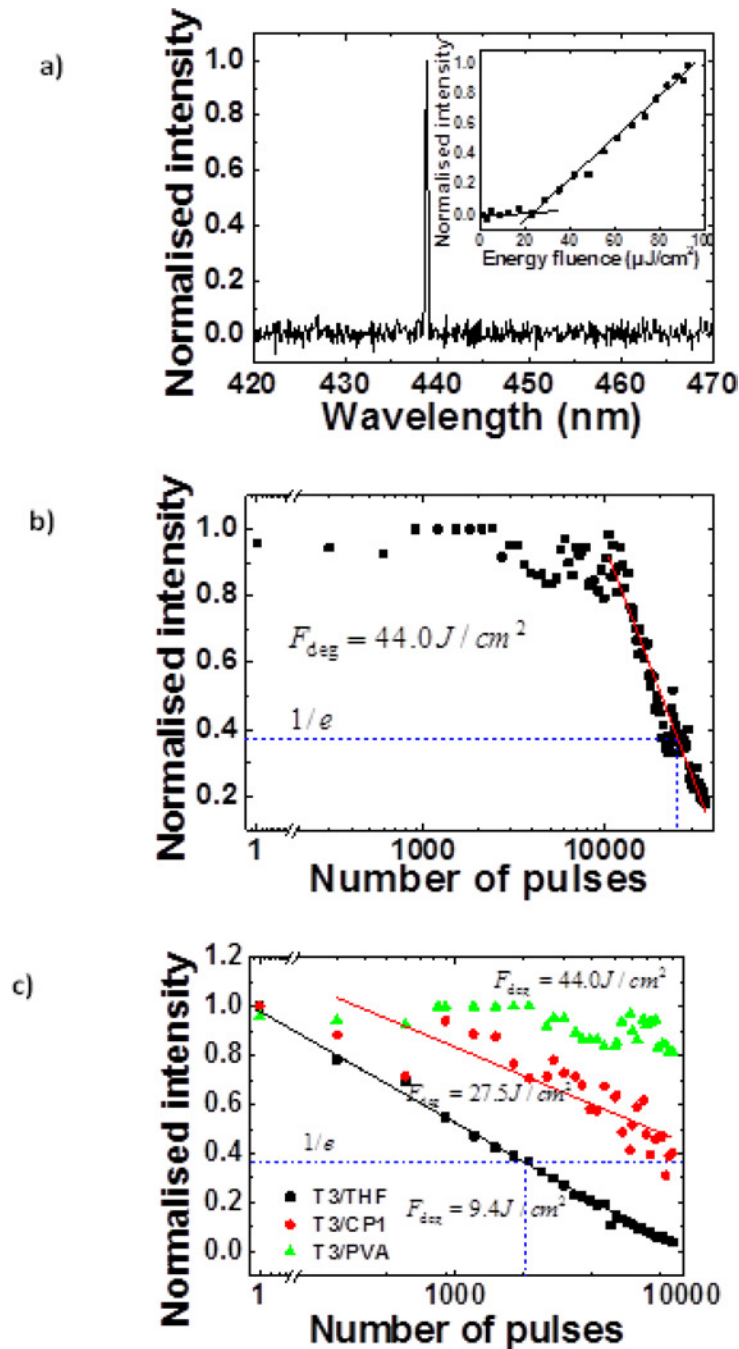 a)
Normalised intensity
1.0
0.8
0.6
0.4
0.2
0.0
420 430 440 450 460 470
Wavelength (nm)
Normalised intensity
1.0
0.8
0.6
0.4
0.2
0.0
0 20 40 60 80 100
Energy fluence (µJ/cm²)
b)
Normalised intensity
1.0
0.8
0.6
0.4
0.2
F_deg = 44.0 J / cm²
1/e
1 1000 10000
Number of pulses
c)
Normalised intensity
1.2
1.0
0.8
0.6
0.4
0.2
0.0
F_deg = 44.0 J / cm²
F_deg = 27.5 J / cm²
1/e
F_deg = 9.4 J / cm²
T3/THF
T3/CP1
T3/PVA
1 1000 10000
Number of pulses